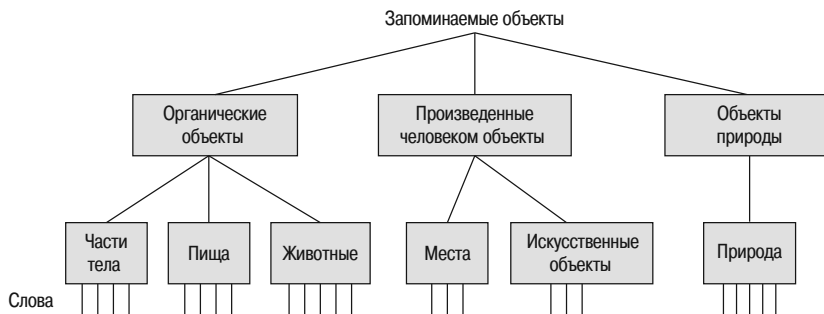 Запоминаемые объекты
Органические
объекты
Произведенные
человеком объекты
Объекты
природы
Части
тела
Пища
Животные
Места
Искусственные
объекты
Природа
Слова